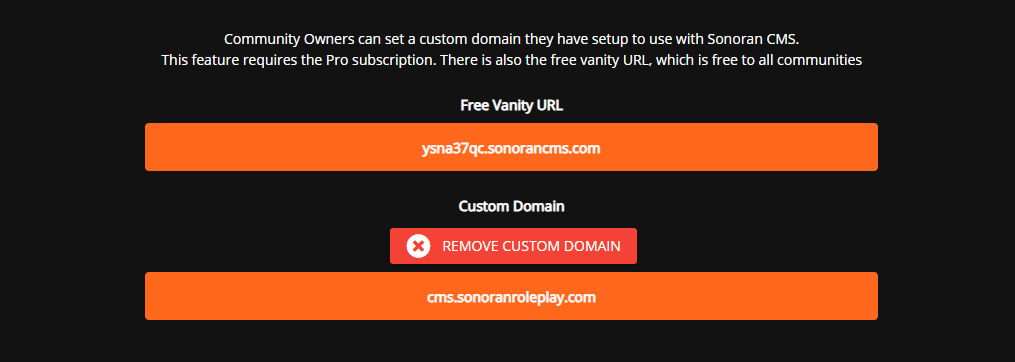 Community Owners can set a custom domain they have setup to use with Sonoran CMS.
This feature requires the Pro subscription. There is also the free vanity URL, which is free to all communities
Free Vanity URL
ysna37qc.sonorancms.com
Custom Domain
REMOVE CUSTOM DOMAIN
cms.sonoranroleplay.com